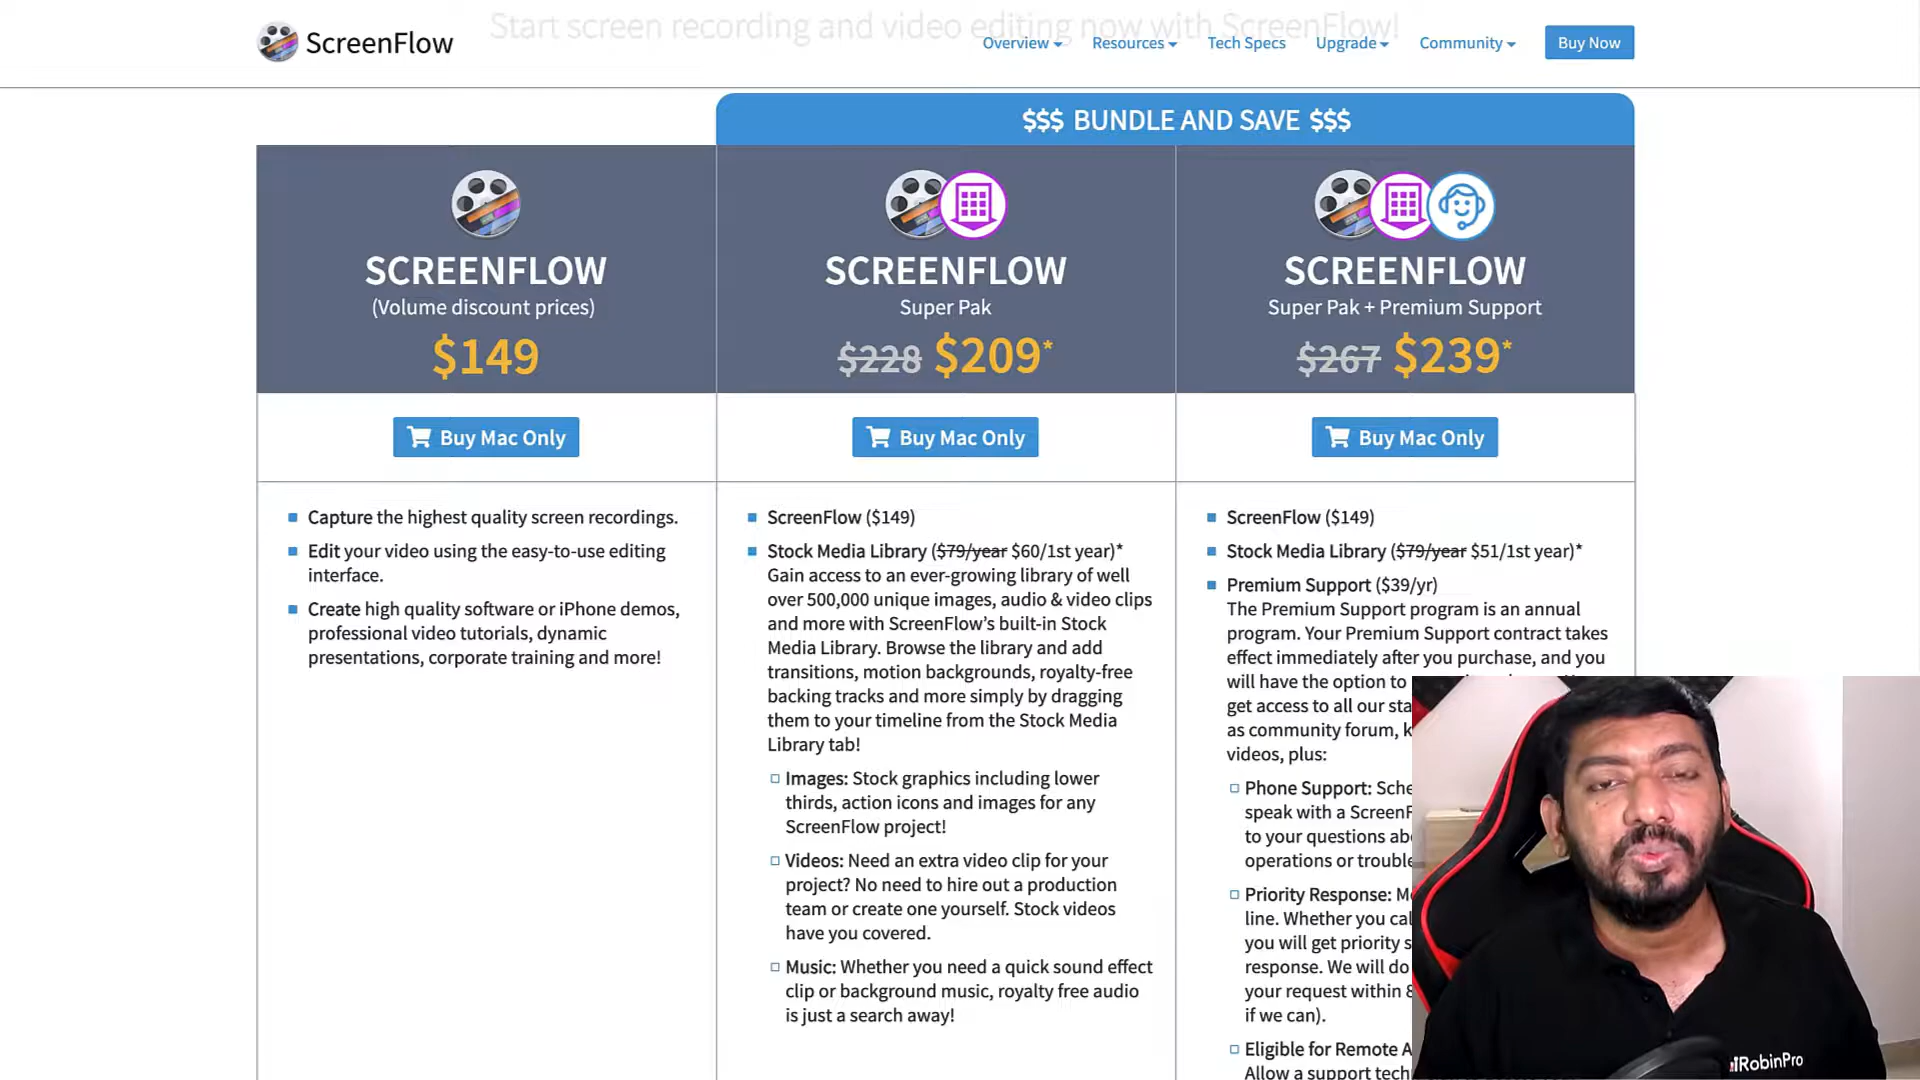 Start screen recording and video editing now with ScreenFlow!
ScreenFlow
Overview
Resources
Tech Specs
Upgrade
Community
Buy Now
$$$ BUNDLE AND SAVE $$$
SCREENFLOW
(Volume discount prices)
$149
Buy Mac Only
Capture the highest quality screen recordings.
Edit your video using the easy-to-use editing
interface.
Create high quality software or iPhone demos,
professional video tutorials, dynamic
presentations, corporate training and more!
SCREENFLOW
Super Pak
$228 $209*
Buy Mac Only
ScreenFlow ($149)
Stock Media Library ($79/year $60/1st year)*
Gain access to an ever-growing library of well
over 500,000 unique images, audio & video clips
and more with ScreenFlow’s built-in Stock
Media Library. Browse the library and add
transitions, motion backgrounds, royalty-free
backing tracks and more simply by dragging
them to your timeline from the Stock Media
Library tab!
Images: Stock graphics including lower
thirds, action icons and images for any
ScreenFlow project!
Videos: Need an extra video clip for your
project? No need to hire out a production
team or create one yourself. Stock videos
have you covered.
Music: Whether you need a quick sound effect
clip or background music, royalty free audio
is just a search away!
SCREENFLOW
Super Pak + Premium Support
$267 $239*
Buy Mac Only
ScreenFlow ($149)
Stock Media Library ($79/year $51/1st year)*
Premium Support ($39/yr)
The Premium Support program is an annual
program. Your Premium Support contract takes
effect immediately after you purchase, and you
will have the option to
get access to all our
as community forum,
videos, plus:
Phone Support:
speak with a
to your questions
operations or
Priority Response:
line. Whether you
you will get priority
response. We will do
your request within
if we can).
Eligible for Remote
Allow a support
RobinPro